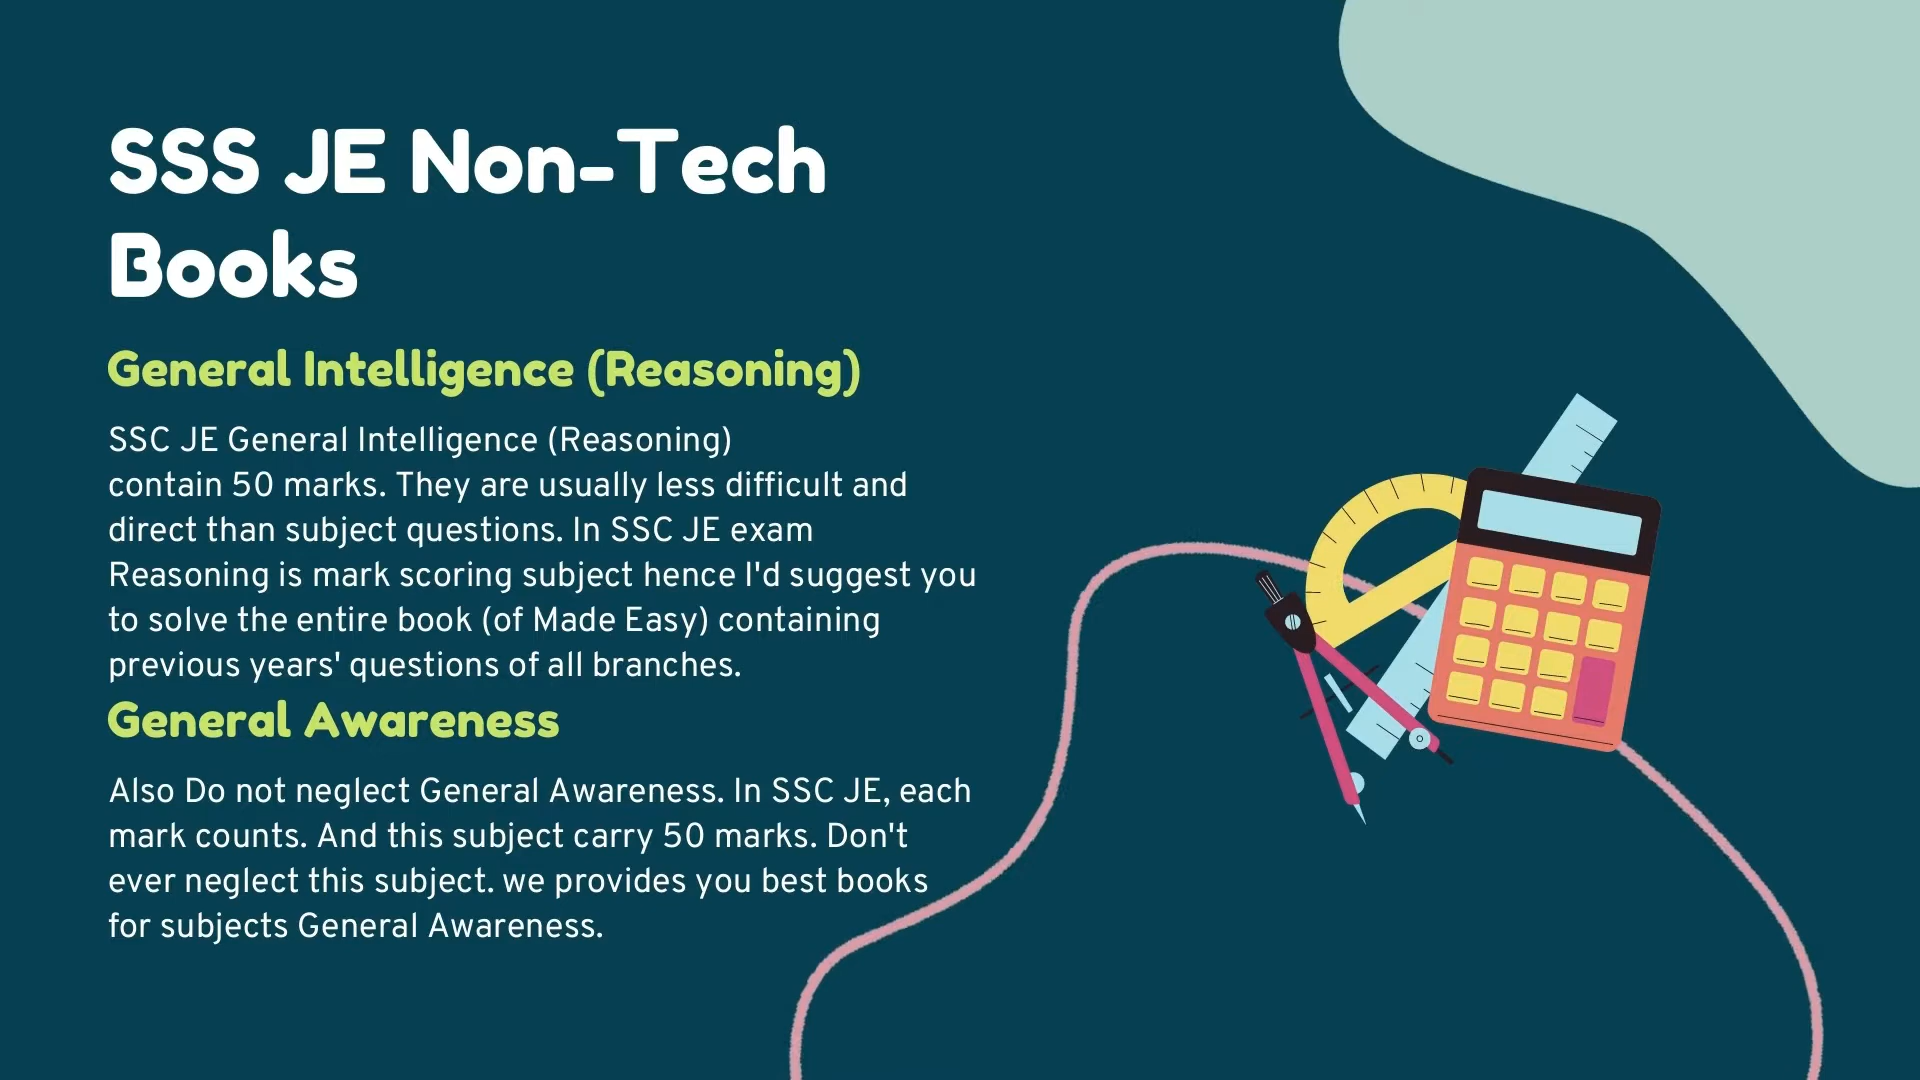 SSS JE Non-Tech
Books
General Intelligence (Reasoning)
SSC JE General Intelligence (Reasoning)
contain 50 marks. They are usually less difficult and
direct than subject questions. In SSC JE exam
Reasoning is mark scoring subject hence I'd suggest you
to solve the entire book (of Made Easy) containing
previous years' questions of all branches.
General Awareness
Also Do not neglect General Awareness. In SSC JE, each
mark counts. And this subject carry 50 marks. Don't
ever neglect this subject. we provides you best books
for subjects General Awareness.